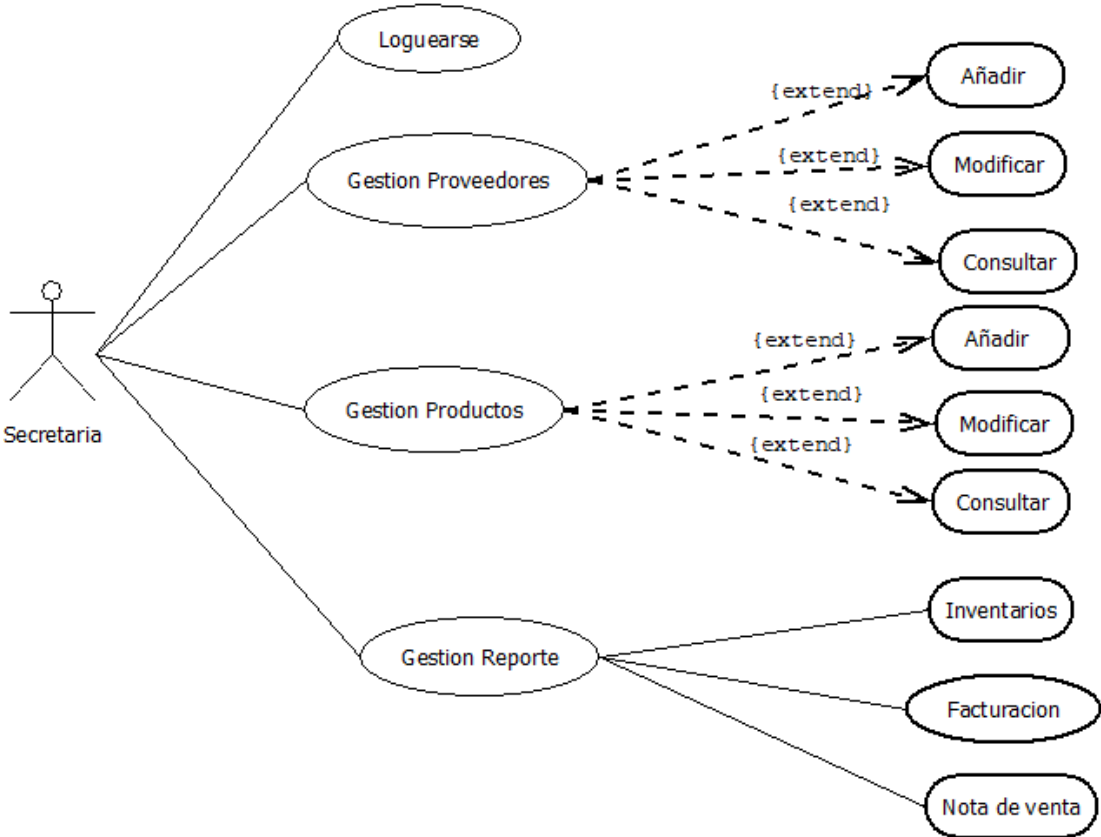 Loguearse
Añadir
{extend}
Gestion Proveedores
{extend}
Modificar
{extend}
Consultar
Secretaria
{extend}
Añadir
Gestion Productos
{extend}
Modificar
{extend}
Consultar
Gestion Reporte
Inventarios
Facturacion
Nota de venta